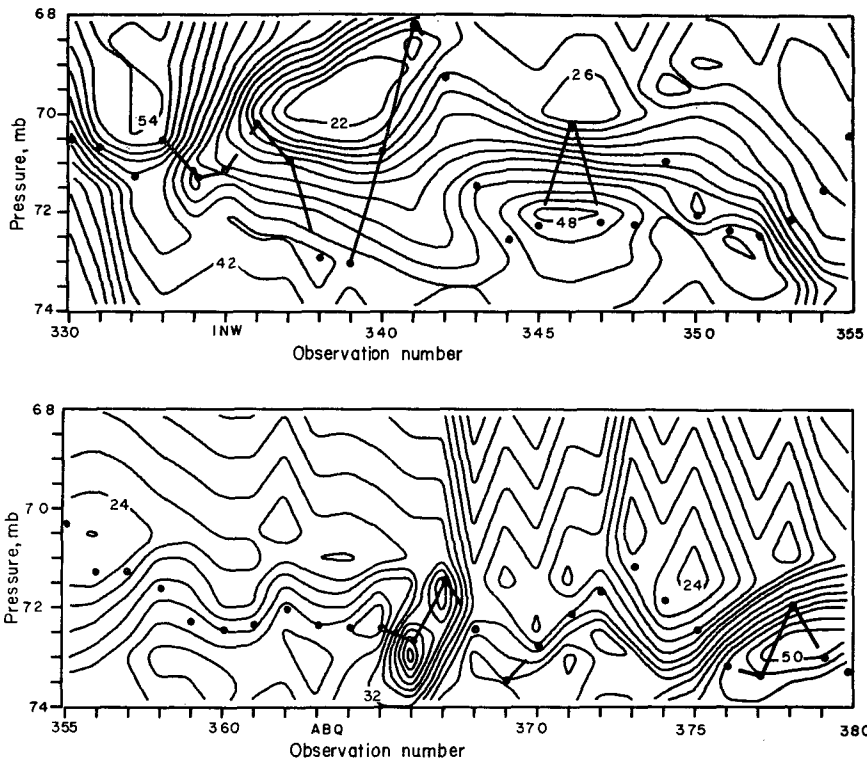 68
70
72
74
Pressure, mb
54
22
26
48
42
330 INW 340 345 350 355
Observation number
68
70
72
74
Pressure, mb
24
24
50
32
355 360 ABQ 370 375 380
Observation number